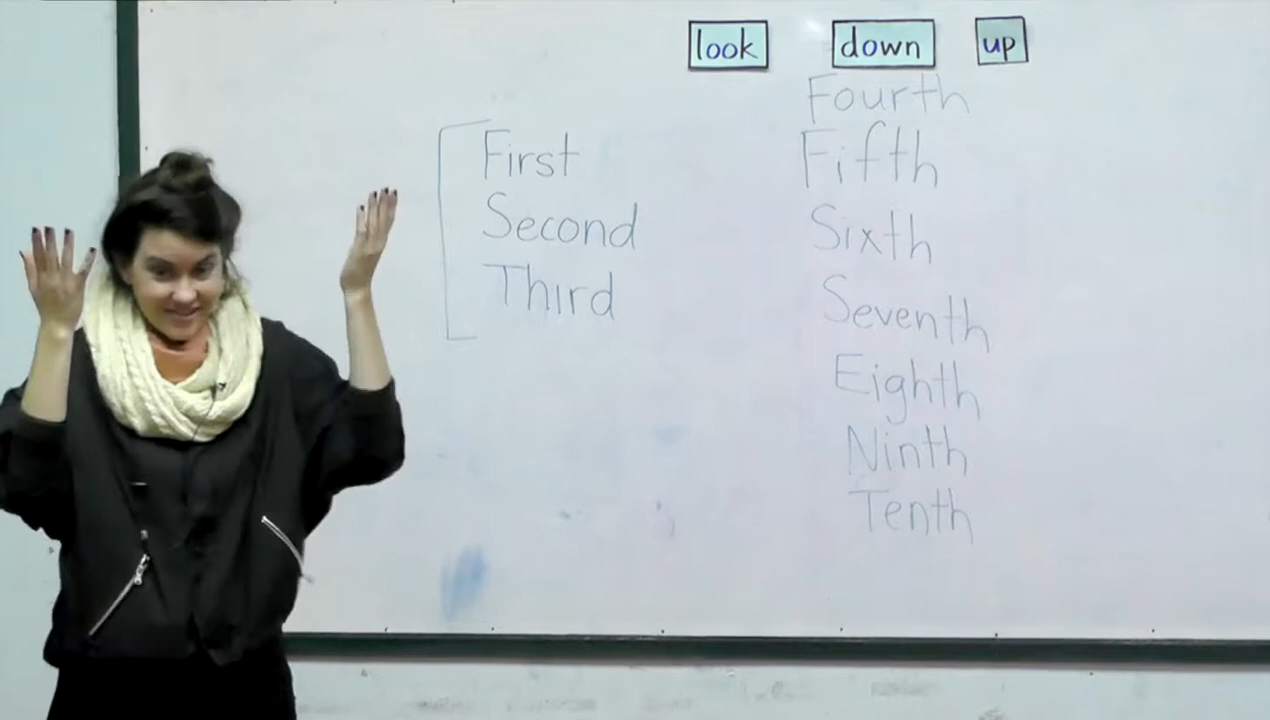 look down up
First
Second
Third
Fourth
Fifth
Sixth
Seventh
Eighth
Ninth
Tenth